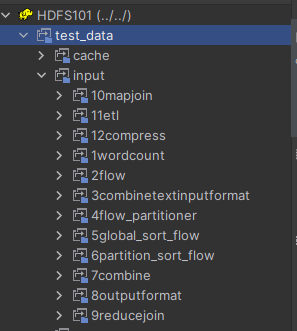 HDFS101 (../../)
test_data
cache
input
10mapjoin
11etl
12compress
1wordcount
2flow
3combinetextinputformat
4flow_partitioner
5global_sort_flow
6partition_sort_flow
7combine
8outputformat
9reducejoin